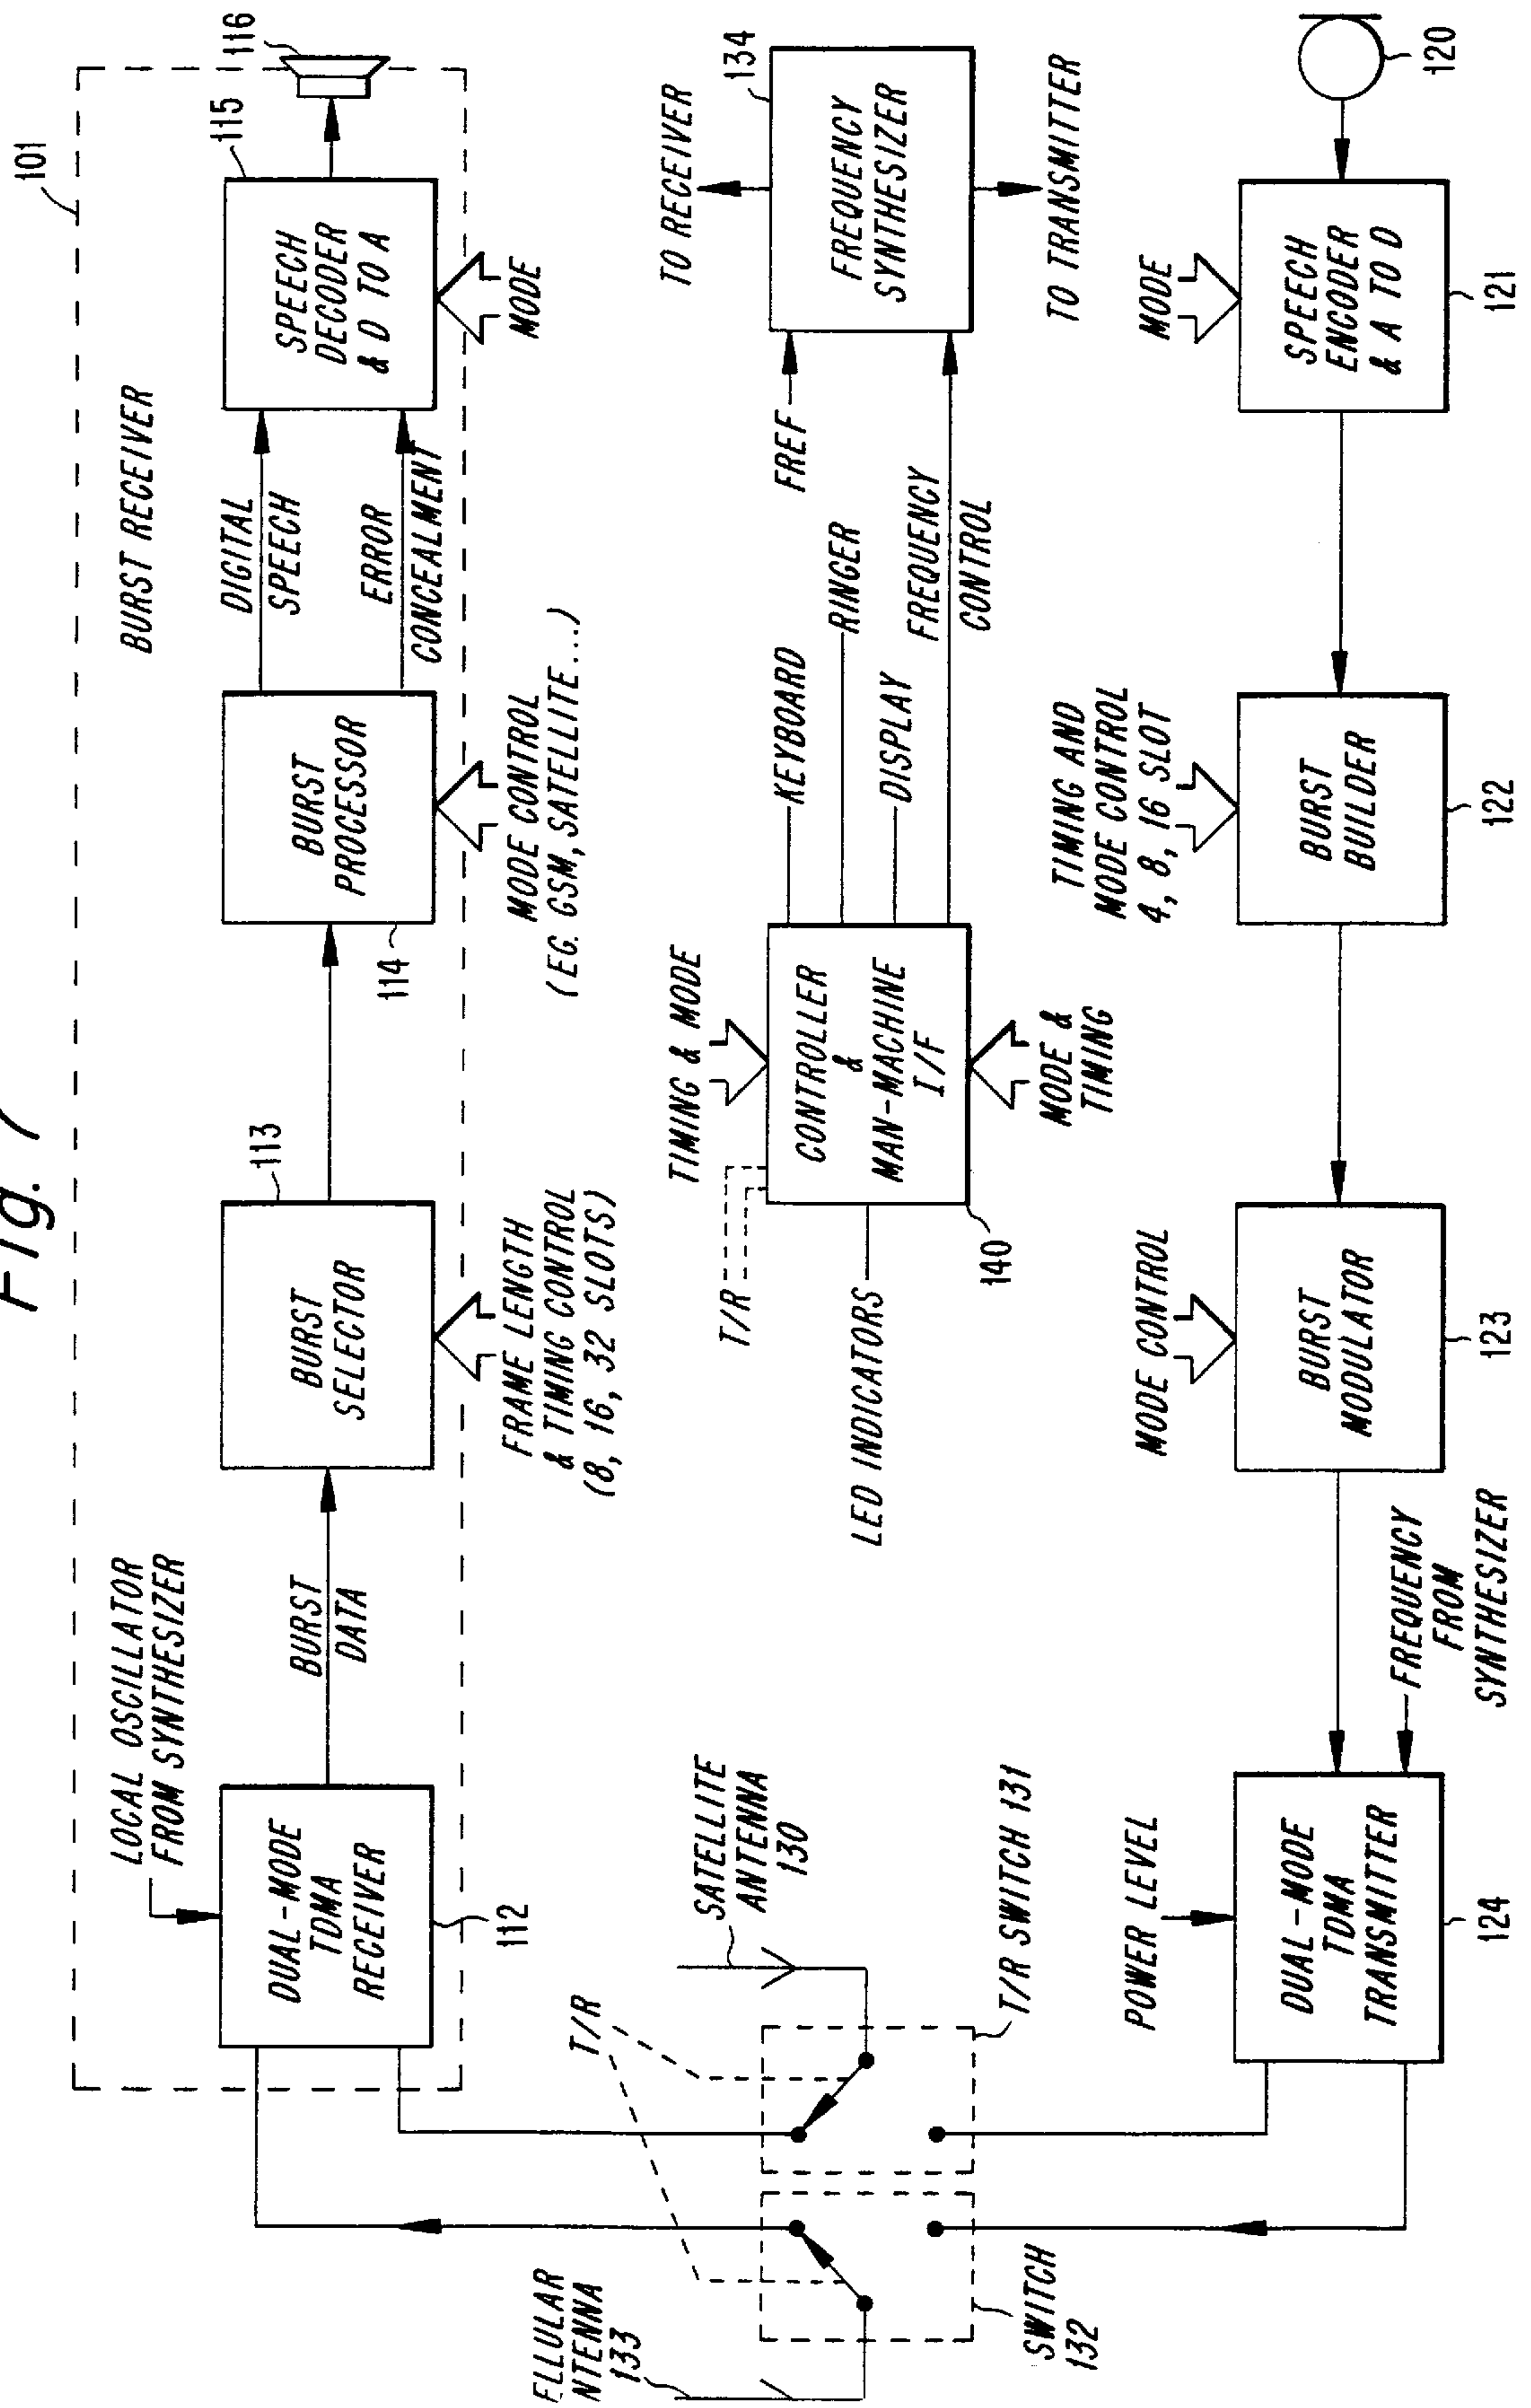 Fig. 7
101
BURST RECEIVER
LOCAL OSCILLATOR
FROM SYNTHESIZER
DUAL-MODE
TDMA
RECEIVER
112
BURST
DATA
BURST
SELECTOR
113
FRAME LENGTH
& TIMING CONTROL
(8, 16, 32 SLOTS)
BURST
PROCESSOR
114
MODE CONTROL
(EG. GSM, SATELLITE...)
DIGITAL
SPEECH
ERROR
CONCEALMENT
SPEECH
DECODER
& D TO A
115
MODE
116
T/R
SATELLITE
ANTENNA
130
T/R SWITCH 131
ELLULAR
NTENNA
133
SWITCH
132
T/R
TIMING & MODE
CONTROLLER
&
MAN-MACHINE
I/F
140
LED INDICATORS
MODE &
TIMING
KEYBOARD
RINGER
DISPLAY
FREQUENCY
CONTROL
FREF
TO RECEIVER
FREQUENCY
SYNTHESIZER
134
TO TRANSMITTER
POWER LEVEL
DUAL-MODE
TDMA
TRANSMITTER
124
FREQUENCY
FROM
SYNTHESIZER
MODE CONTROL
BURST
MODULATOR
123
TIMING AND
MODE CONTROL
4, 8, 16 SLOT
BURST
BUILDER
122
MODE
SPEECH
ENCODER
& A TO D
121
120